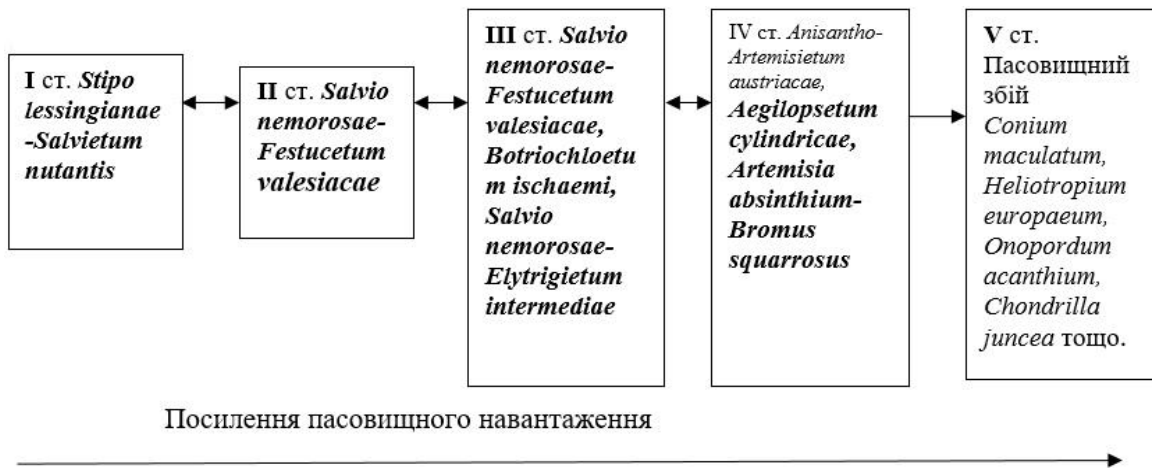 I ст. Stipo
lessingianae
-Salvietum
nutantis
II ст. Salvio
nemorosae-
Festucetum
valesiacae
III ст. Salvio
nemorosae-
Festucetum
valesiacae,
Botriochloetu
m ischaemi,
Salvio
nemorosae-
Elytrigietum
intermediae
IV ст. Anisantho-
Artemisietum
austriacae,
Aegilopsetum
cylindricae,
Artemisia
absinthium-
Bromus
squarrosus
V ст.
Пасовищний
збій
Conium
maculatum,
Heliotropium
europaeum,
Onopordum
acanthium,
Chondrilla
juncea тощо.
Посилення пасовищного навантаження